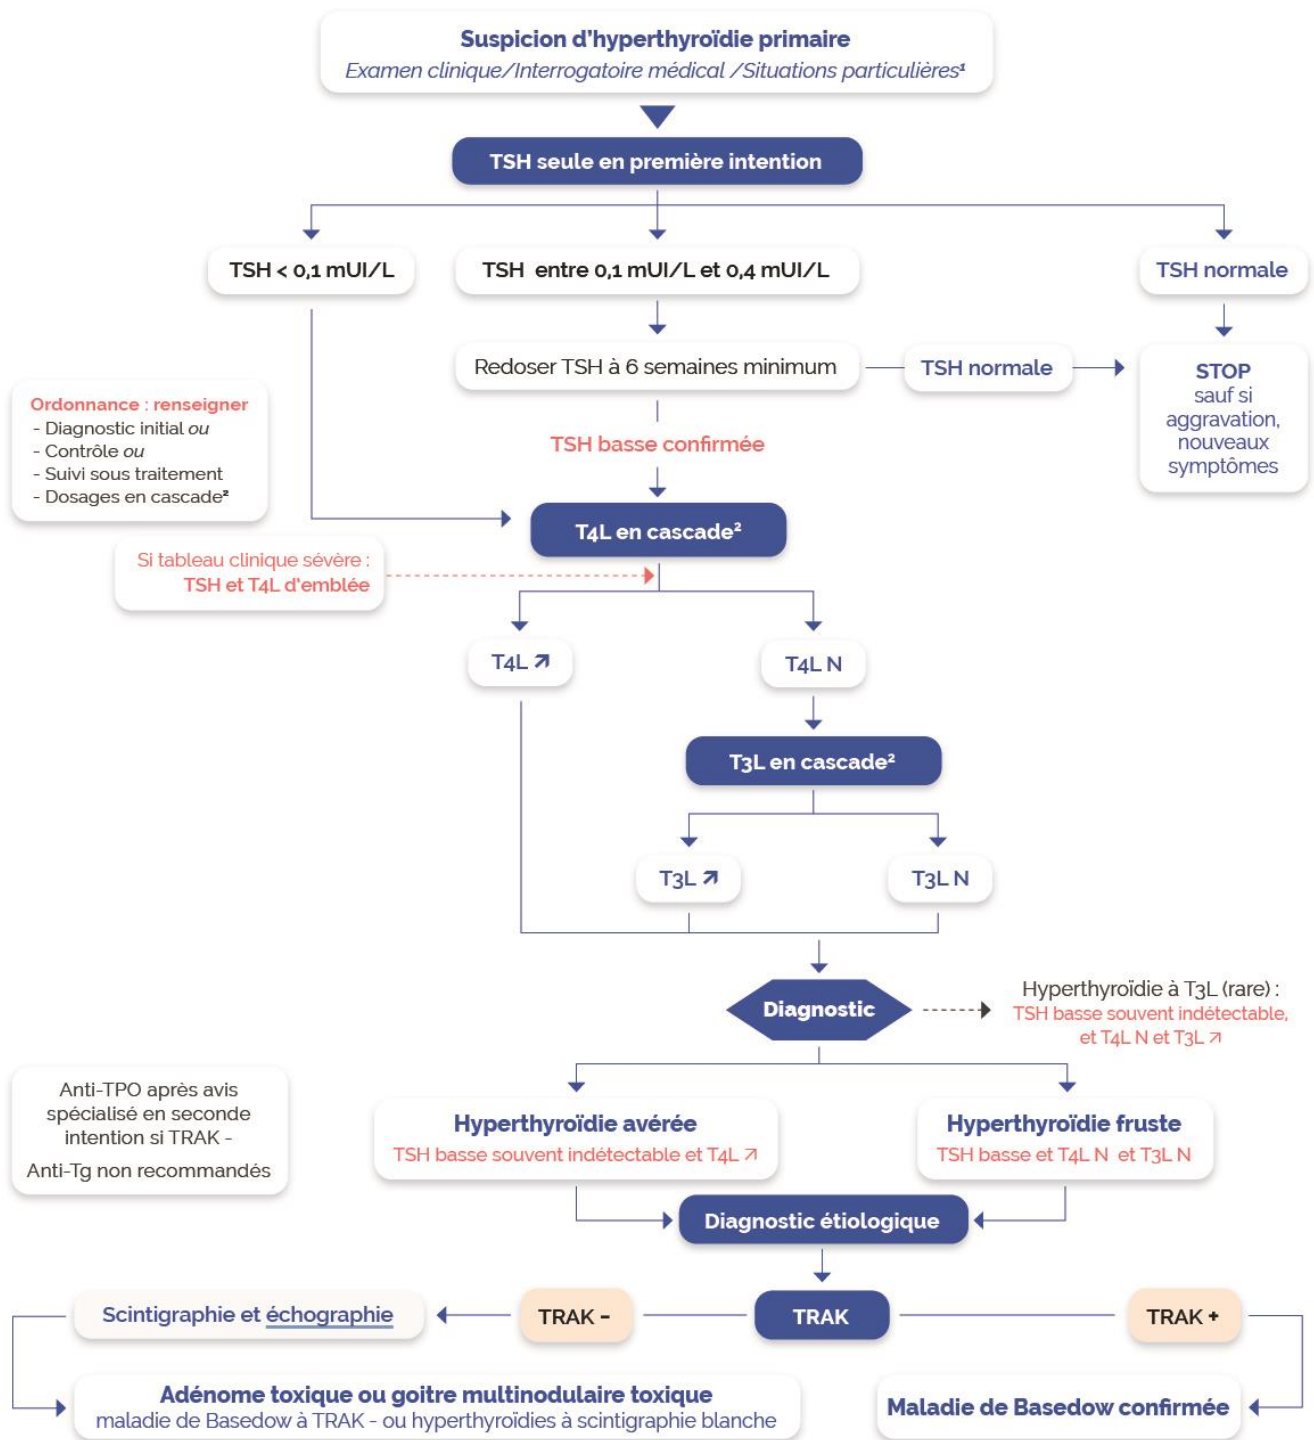 Suspicion d'hyperthyroïdie primaire
Examen clinique/Interrogatoire médical /Situations particulières¹
TSH seule en première intention
TSH < 0,1 mUI/L
TSH entre 0,1 mUI/L et 0,4 mUI/L
TSH normale
Redoser TSH à 6 semaines minimum
TSH normale
STOP
sauf si
aggravation,
nouveaux
symptômes
Ordonnance : renseigner
- Diagnostic initial ou
- Contrôle ou
- Suivi sous traitement
- Dosages en cascade²
TSH basse confirmée
T4L en cascade²
Si tableau clinique sévère :
TSH et T4L d'emblée
T4L ↗
T4L N
T3L en cascade²
T3L ↗
T3L N
Diagnostic
Hyperthyroïdie à T3L (rare) :
TSH basse souvent indétectable,
et T4L N et T3L ↗
Anti-TPO après avis
spécialisé en seconde
intention si TRAK -
Anti-Tg non recommandés
Hyperthyroïdie avérée
TSH basse souvent indétectable et T4L ↗
Hyperthyroïdie fruste
TSH basse et T4L N et T3L N
Diagnostic étiologique
Scintigraphie et échographie
TRAK -
TRAK
TRAK +
Adénome toxique ou goitre multinodulaire toxique
maladie de Basedow à TRAK - ou hyperthyroïdies à scintigraphie blanche
Maladie de Basedow confirmée